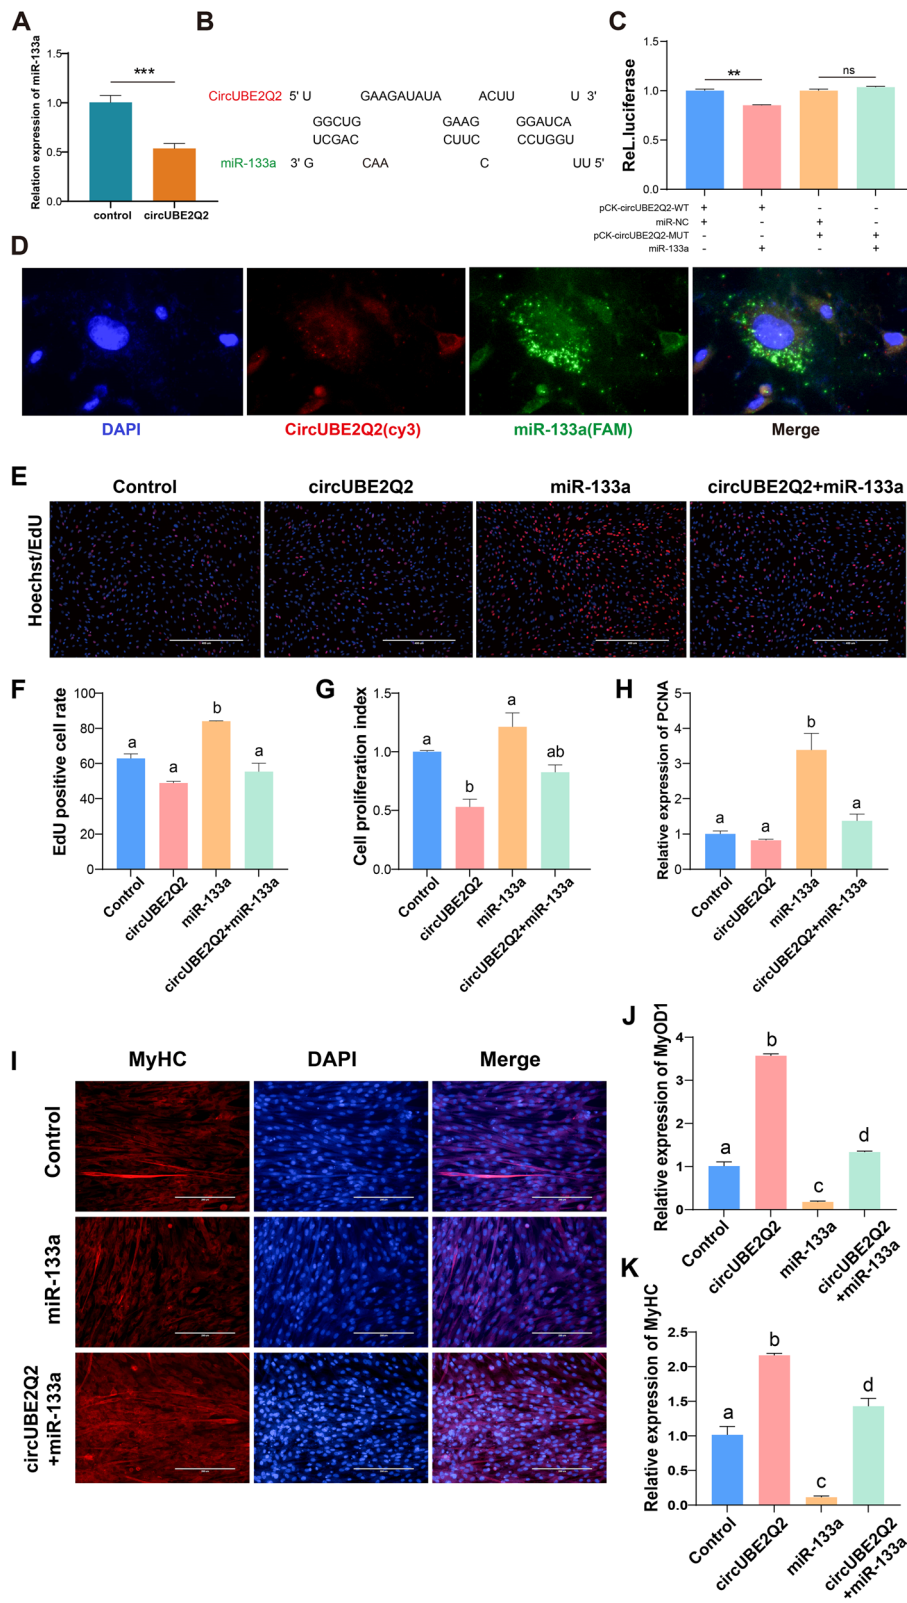 A
Relation expression of miR-133a
1.5
1.0
0.5
0.0
***
control
circUBE2Q2
B
CircUBE2Q2 5' U GAAGAUAUA ACUU U 3'
GGCUG GAAG GGAUCA
UCGAC CUUC CCUGGU
miR-133a 3' G CAA C UU 5'
C
ReL.luciferase
1.5
1.0
0.5
0.0
**
ns
pCK-circUBE2Q2-WT + + - -
miR-NC + - + -
pCK-circUBE2Q2-MUT - - + +
miR-133a - + - +
D
DAPI
CircUBE2Q2(cy3)
miR-133a(FAM)
Merge
E
Control
circUBE2Q2
miR-133a
circUBE2Q2+miR-133a
Hoechst/EdU
F
EdU positive cell rate
100
80
60
40
20
0
a
a
b
a
Control
circUBE2Q2
miR-133a
circUBE2Q2+miR-133a
G
Cell proliferation index
1.5
1.0
0.5
0.0
a
b
a
ab
Control
circUBE2Q2
miR-133a
circUBE2Q2+miR-133a
H
Relative expression of PCNA
5
4
3
2
1
0
a
a
b
a
Control
circUBE2Q2
miR-133a
circUBE2Q2+miR-133a
I
MyHC
DAPI
Merge
Control
miR-133a
circUBE2Q2
+miR-133a
J
Relative expression of MyOD1
4
3
2
1
0
a
b
c
d
Control
circUBE2Q2
miR-133a
circUBE2Q2
+miR-133a
K
Relative expression of MyHC
2.5
2.0
1.5
1.0
0.5
0.0
a
b
c
d
Control
circUBE2Q2
miR-133a
circUBE2Q2
+miR-133a